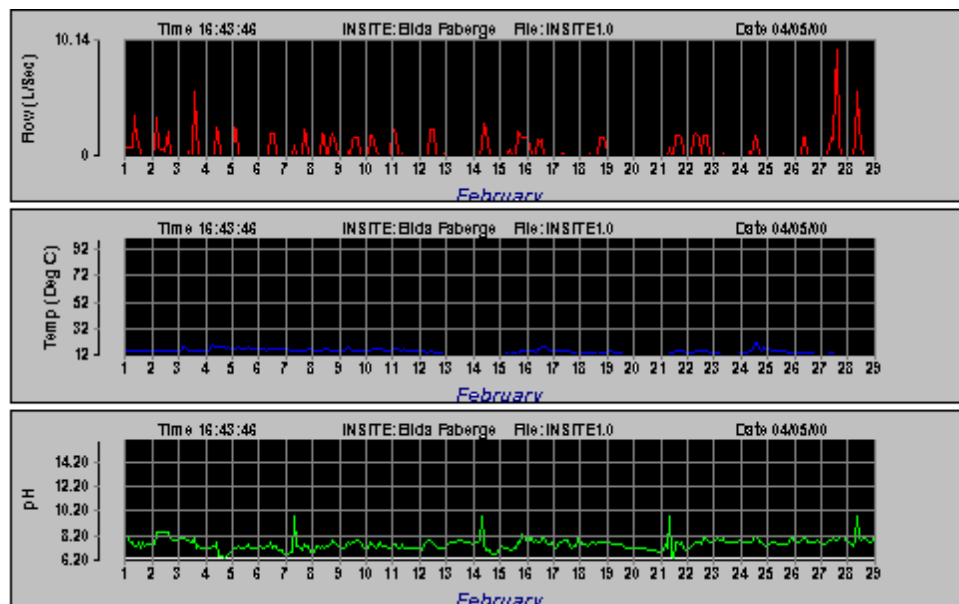 Time 16:43:46 INSITE: Elida Faberge File: INSITE1.0 Date 04/05/00
10.14
Flow (L/Sec)
0
1 2 3 4 5 6 7 8 9 10 11 12 13 14 15 16 17 18 19 20 21 22 23 24 25 26 27 28 29
February
Time 16:43:46 INSITE: Elida Faberge File: INSITE1.0 Date 04/05/00
92
72
Temp (Deg C)
52
32
12
1 2 3 4 5 6 7 8 9 10 11 12 13 14 15 16 17 18 19 20 21 22 23 24 25 26 27 28 29
February
Time 16:43:46 INSITE: Elida Faberge File: INSITE1.0 Date 04/05/00
14.20
12.20
pH
10.20
8.20
6.20
1 2 3 4 5 6 7 8 9 10 11 12 13 14 15 16 17 18 19 20 21 22 23 24 25 26 27 28 29
February